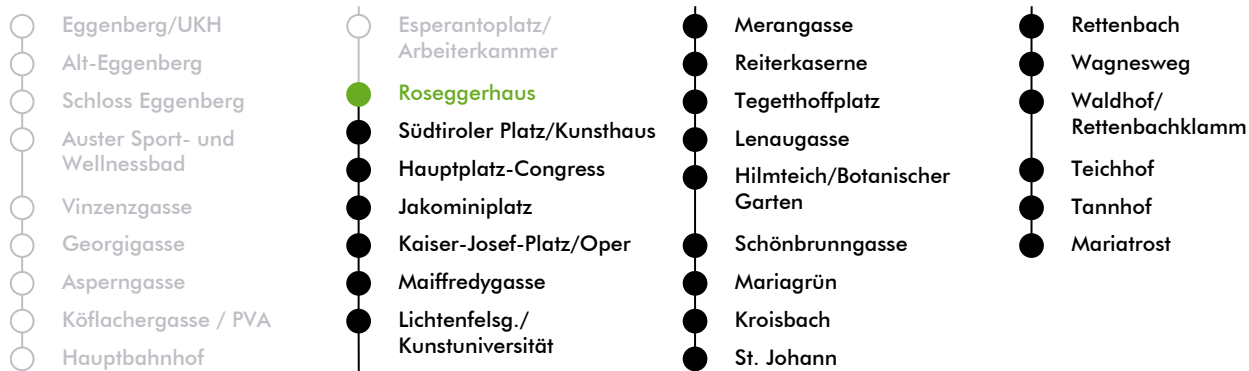 Eggenberg/UKH
Alt-Eggenberg
Schloss Eggenberg
Auster Sport- und
Wellnessbad
Vinzenzgasse
Georgigasse
Asperngasse
Köflachergasse / PVA
Hauptbahnhof
Esperantoplatz/
Arbeiterkammer
Roseggerhaus
Südtiroler Platz/Kunsthaus
Hauptplatz-Congress
Jakominiplatz
Kaiser-Josef-Platz/Oper
Maiffredygasse
Lichtenfelsg./
Kunstuniversität
Merangasse
Reiterkaserne
Tegetthoffplatz
Lenaugasse
Hilmteich/Botanischer
Garten
Schönbrunngasse
Mariagrün
Kroisbach
St. Johann
Rettenbach
Wagnesweg
Waldhof/
Rettenbachklamm
Teichhof
Tannhof
Mariatrost